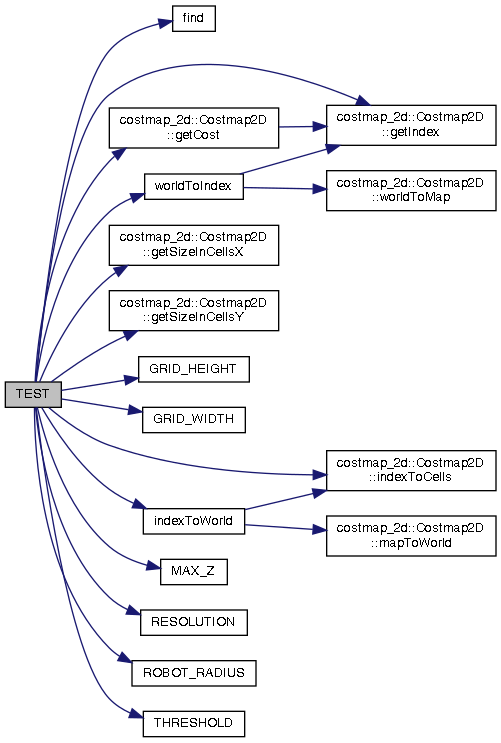 find
costmap_2d::Costmap2D
::getIndex
costmap_2d::Costmap2D
::getCost
worldToIndex
costmap_2d::Costmap2D
::worldToMap
costmap_2d::Costmap2D
::getSizeInCellsX
costmap_2d::Costmap2D
::getSizeInCellsY
GRID_HEIGHT
TEST
GRID_WIDTH
costmap_2d::Costmap2D
::indexToCells
indexToWorld
costmap_2d::Costmap2D
::mapToWorld
MAX_Z
RESOLUTION
ROBOT_RADIUS
THRESHOLD